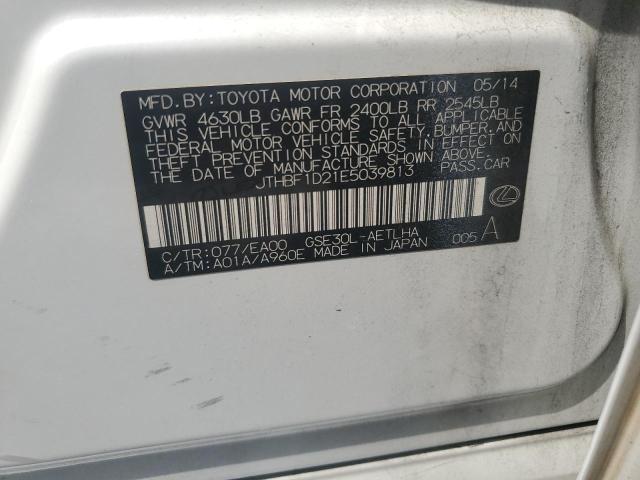 MFD.BY:TOYOTA MOTOR CORPORATION 05/14
GVWR 4630LB GAWR FR 2400LB RR 2545LB
THIS VEHICLE CONFORMS TO ALL APPLICABLE
FEDERAL MOTOR VEHICLE SAFETY, BUMPER, AND
THEFT PREVENTION STANDARDS IN EFFECT ON
THE DATE OF MANUFACTURE SHOWN ABOVE.
JTHBF1D21E5039813 PASS.CAR
C/TR:077/EA00 GSE30L-AETLHA 005 A
A/TM:A01A/A960E MADE IN JAPAN